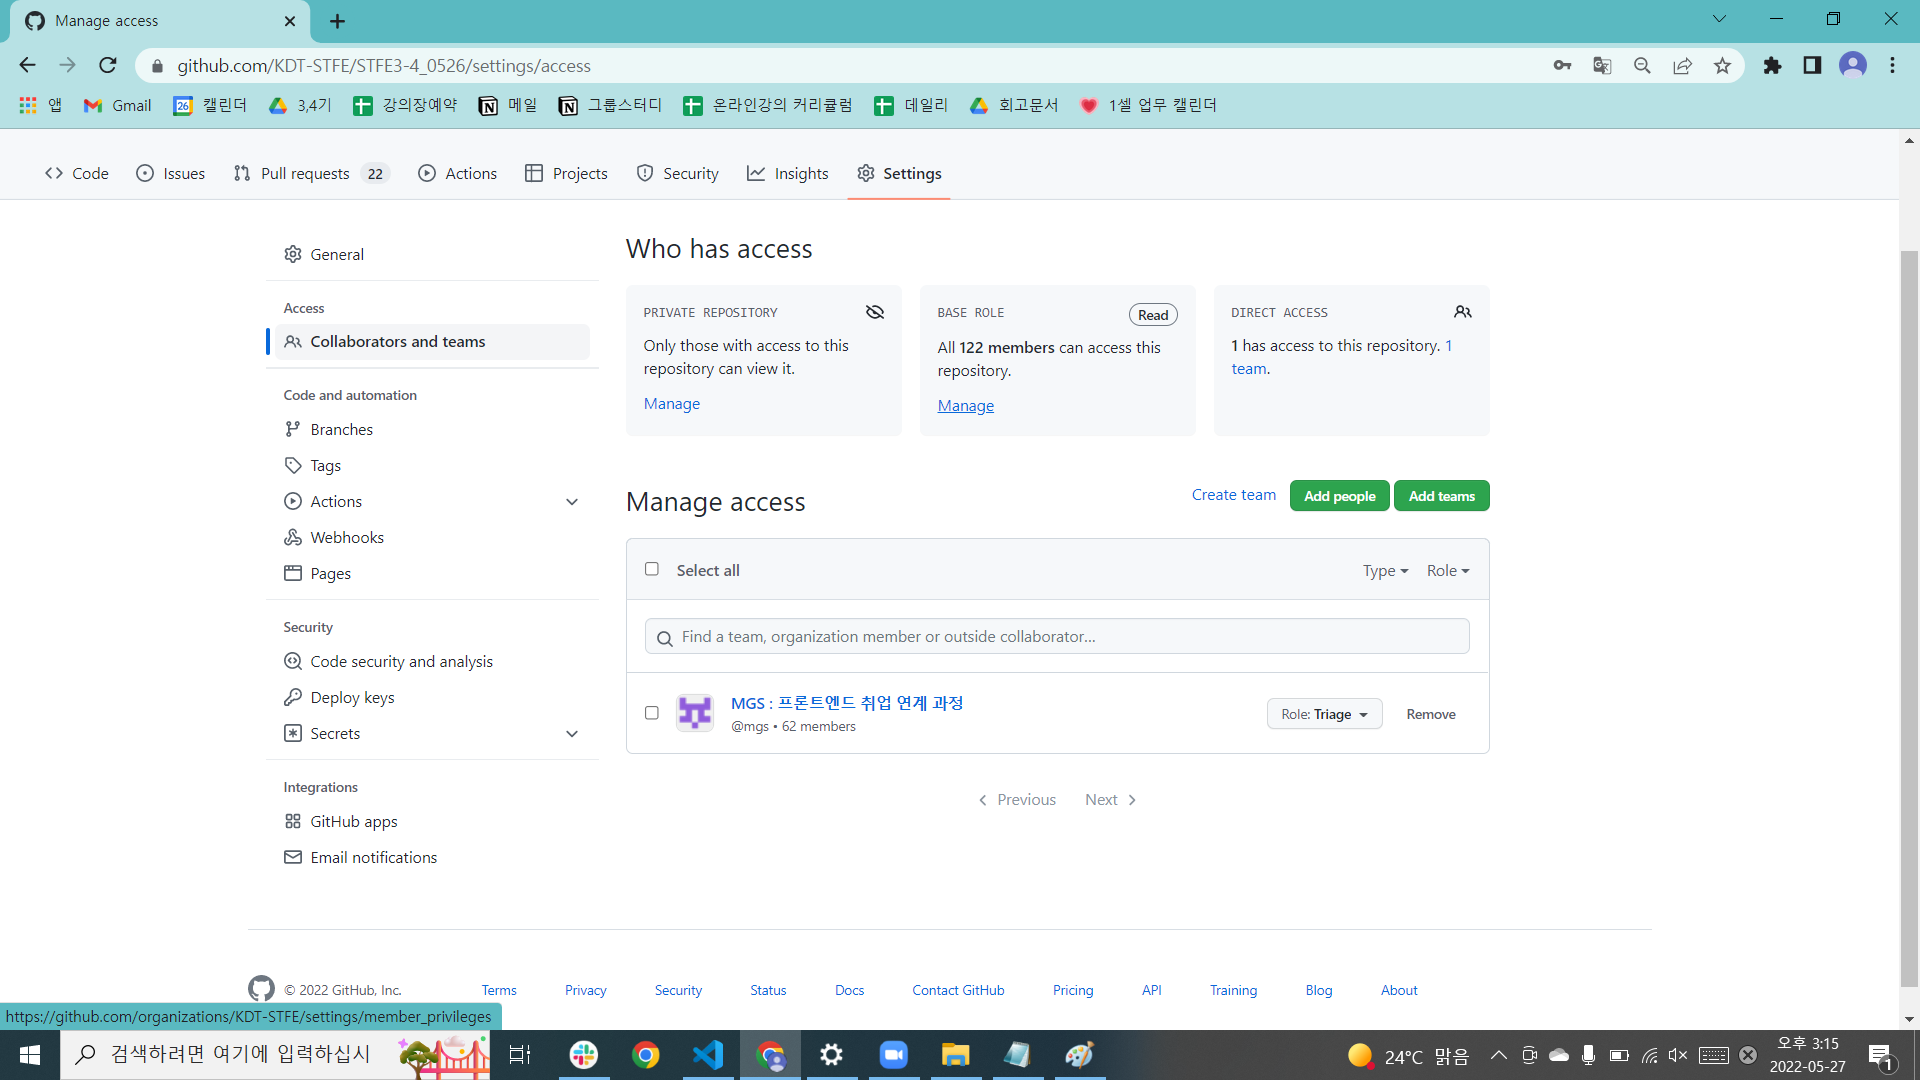 Manage access
github.com/KDT-STFE/STFE3-4_0526/settings/access
앱 Gmail 26 캘린더 3,4기 강의장예약 메일 그룹스터디 온라인강의 커리큘럼 데일리 회고문서 1셀 업무 캘린더
Code Issues Pull requests 22 Actions Projects Security Insights Settings
General
Access
Collaborators and teams
Code and automation
Branches
Tags
Actions
Webhooks
Pages
Security
Code security and analysis
Deploy keys
Secrets
Integrations
GitHub apps
Email notifications
Who has access
PRIVATE REPOSITORY
Only those with access to this
repository can view it.
Manage
BASE ROLE Read
All 122 members can access this
repository.
Manage
DIRECT ACCESS
1 has access to this repository. 1
team.
Manage access Create team Add people Add teams
Select all Type Role
Find a team, organization member or outside collaborator...
MGS : 프론트엔드 취업 연계 과정
@mgs • 62 members
Role: Triage Remove
Previous Next
© 2022 GitHub, Inc. Terms Privacy Security Status Docs Contact GitHub Pricing API Training Blog About
https://github.com/organizations/KDT-STFE/settings/member_privileges
검색하려면 여기에 입력하십시
24°C 맑음
오후 3:15
2022-05-27
1